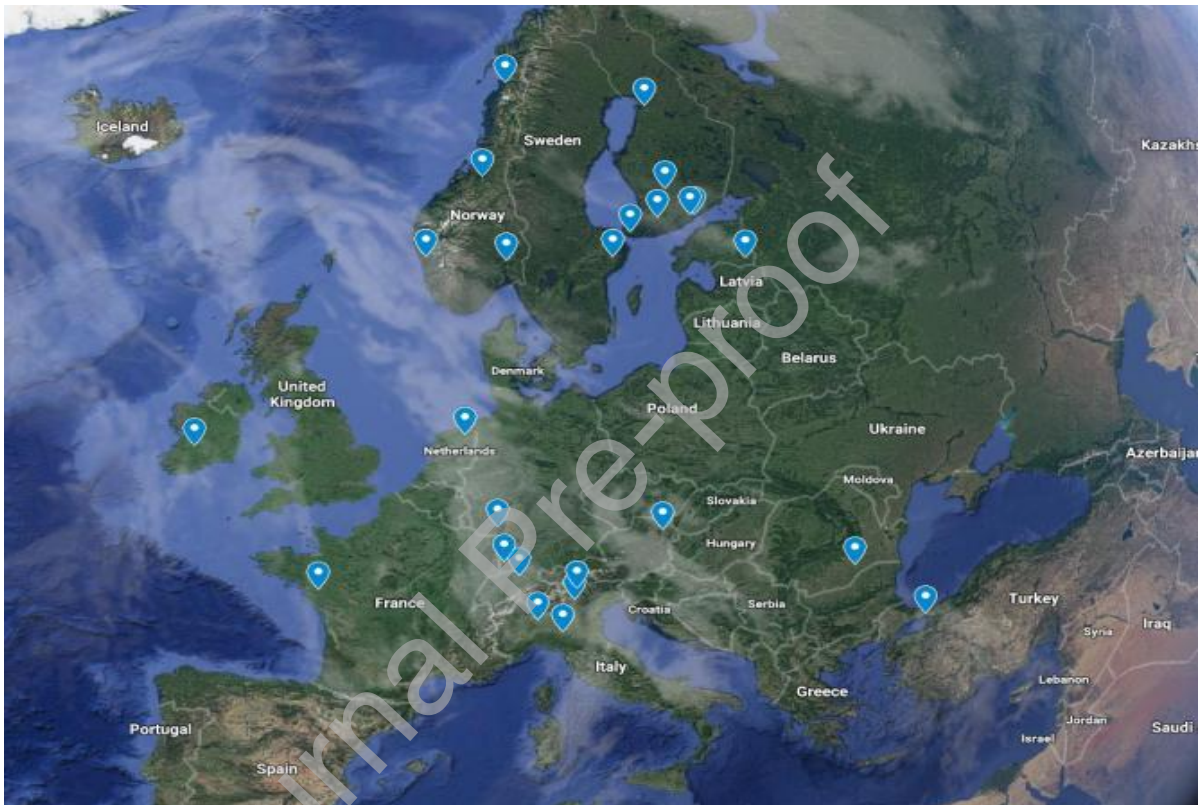 Iceland
Sweden
Kazakhs
Norway
Latvia
Lithuania
Belarus
Denmark
United
Kingdom
Poland
Ukraine
Netherlands
Azerbaijan
Moldova
Slovakia
Hungary
France
Croatia
Serbia
Turkey
Syria
Iraq
Italy
Greece
Lebanon
Portugal
Jordan
Saudi
Israel
Spain
urnal Pre-proof